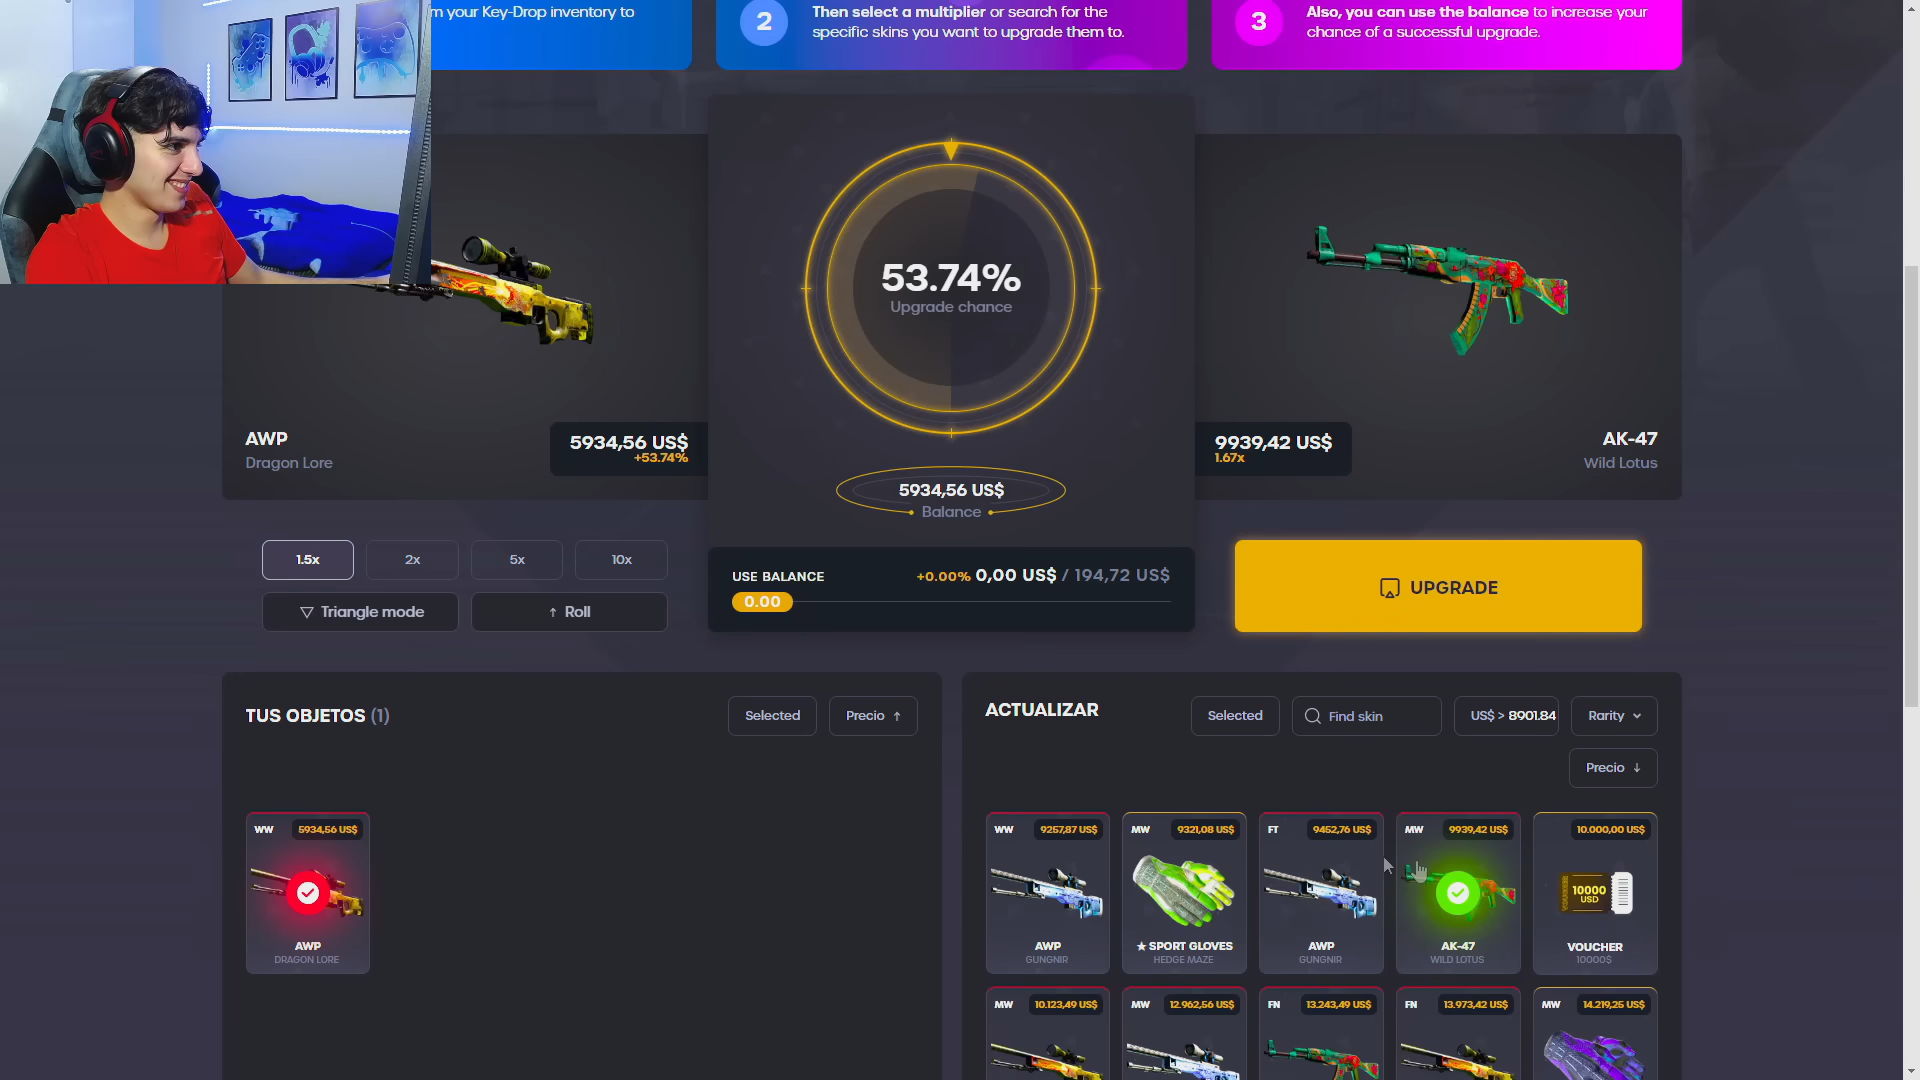 m your Key-Drop inventory to
2
Then select a multiplier or search for the
specific skins you want to upgrade them to.
3
Also, you can use the balance to increase your
chance of a successful upgrade.
53.74%
Upgrade chance
AWP
Dragon Lore
5934,56 US$
+53.74%
9939,42 US$
1.67x
AK-47
Wild Lotus
5934,56 US$
Balance
1.5x
2x
5x
10x
Triangle mode
↑ Roll
USE BALANCE
+0.00% 0,00 US$ / 194,72 US$
0.00
UPGRADE
TUS OBJETOS (1)
Selected
Precio ↑
ACTUALIZAR
Selected
Find skin
US$ > 8901.84
Rarity
Precio ↓
WW
5934,56 US$
AWP
DRAGON LORE
WW
9257,87 US$
AWP
GUNGNIR
MW
9321,08 US$
★ SPORT GLOVES
HEDGE MAZE
FT
9452,76 US$
AWP
GUNGNIR
MW
9939,42 US$
AK-47
WILD LOTUS
10.000,00 US$
10000
USD
VOUCHER
10000$
MW
10.123,49 US$
MW
12.962,56 US$
FN
13.243,49 US$
FN
13.973,42 US$
MW
14.219,25 US$